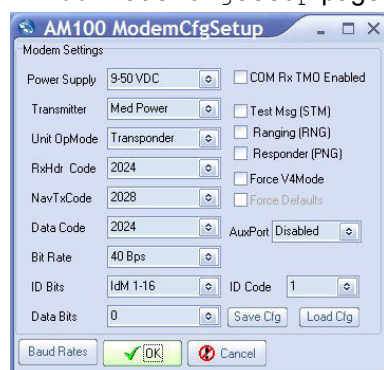 AM100 ModemCfgSetup
Modem Settings
Power Supply 9-50 VDC COM Rx TMO Enabled
Transmitter Med Power Test Msg (STM)
Unit OpMode Transponder Ranging (RNG)
Responder (PNG)
RxHdr Code 2024 Force V4Mode
NavTxCode 2028 Force Defaults
Data Code 2024 AuxPort Disabled
Bit Rate 40 Bps
ID Bits IdM 1-16 ID Code 1
Data Bits 0 Save Cfg Load Cfg
Baud Rates OK Cancel